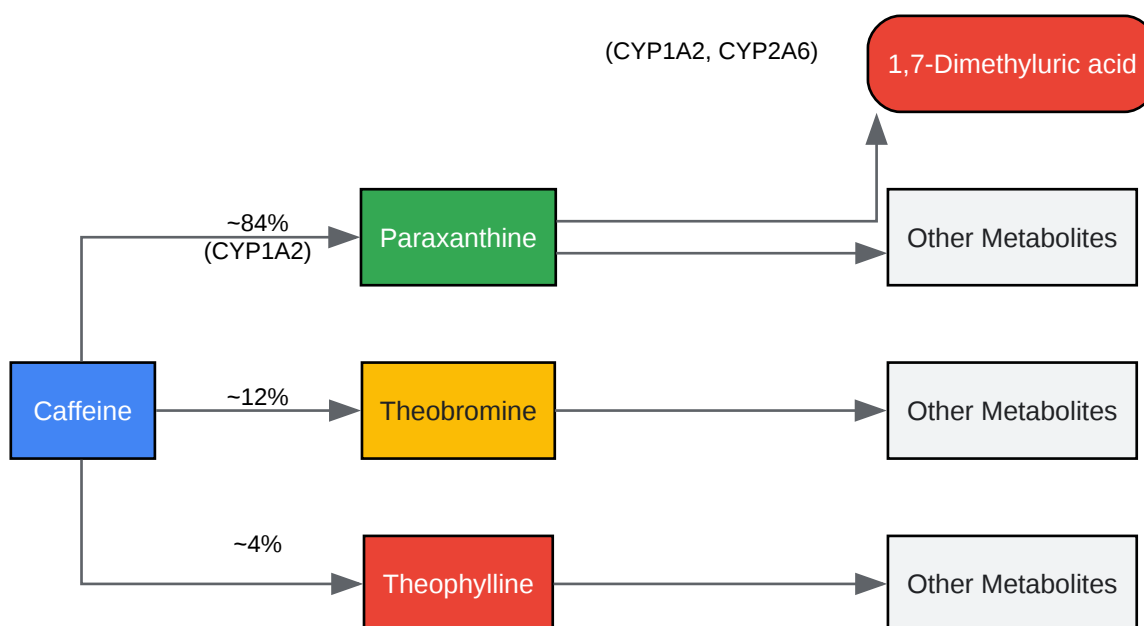 (CYP1A2, CYP2A6)
1,7-Dimethyluric acid
~84%
(CYP1A2)
Paraxanthine
Other Metabolites
Caffeine
~12%
Theobromine
Other Metabolites
~4%
Theophylline
Other Metabolites